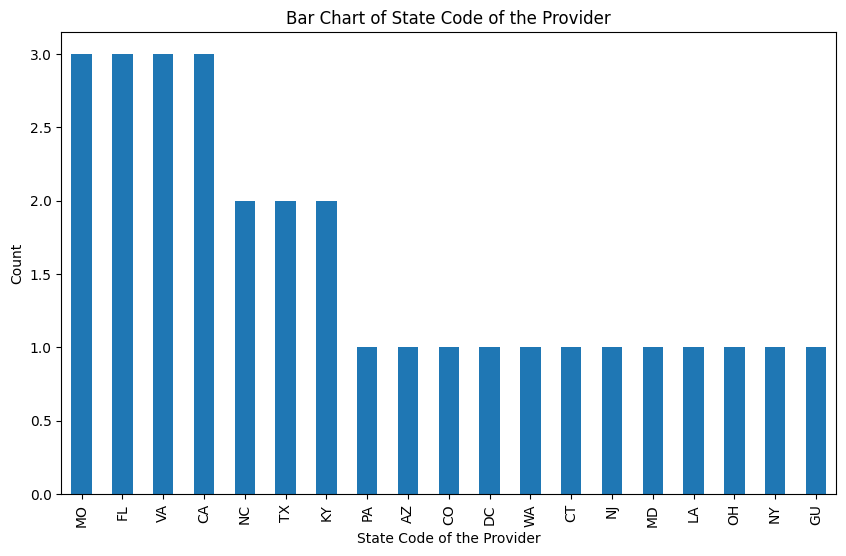 Bar Chart of State Code of the Provider
3.0
2.5
2.0
1.5
1.0
0.5
0.0
Count
MO FL VA CA NC TX KY PA AZ CO DC WA CT NJ MD LA OH NY GU
State Code of the Provider